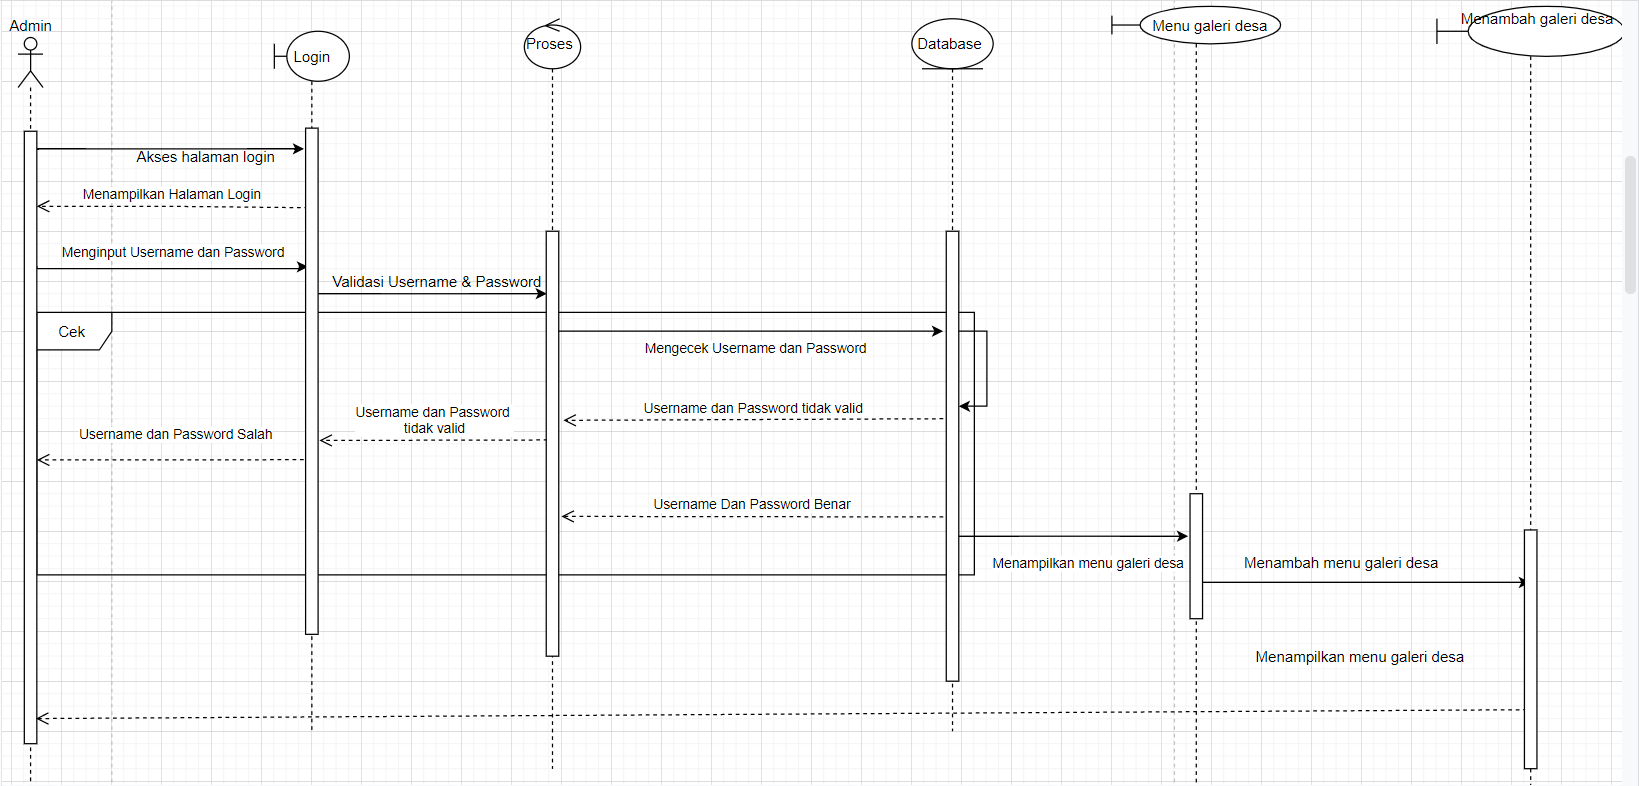 Admin
Login
Proses
Database
Menu galeri desa
Menambah galeri desa
Akses halaman login
Menampilkan Halaman Login
Menginput Username dan Password
Validasi Username & Password
Cek
Mengecek Username dan Password
Username dan Password tidak valid
Username dan Password
tidak valid
Username dan Password Salah
Username Dan Password Benar
Menampilkan menu galeri desa
Menambah menu galeri desa
Menampilkan menu galeri desa